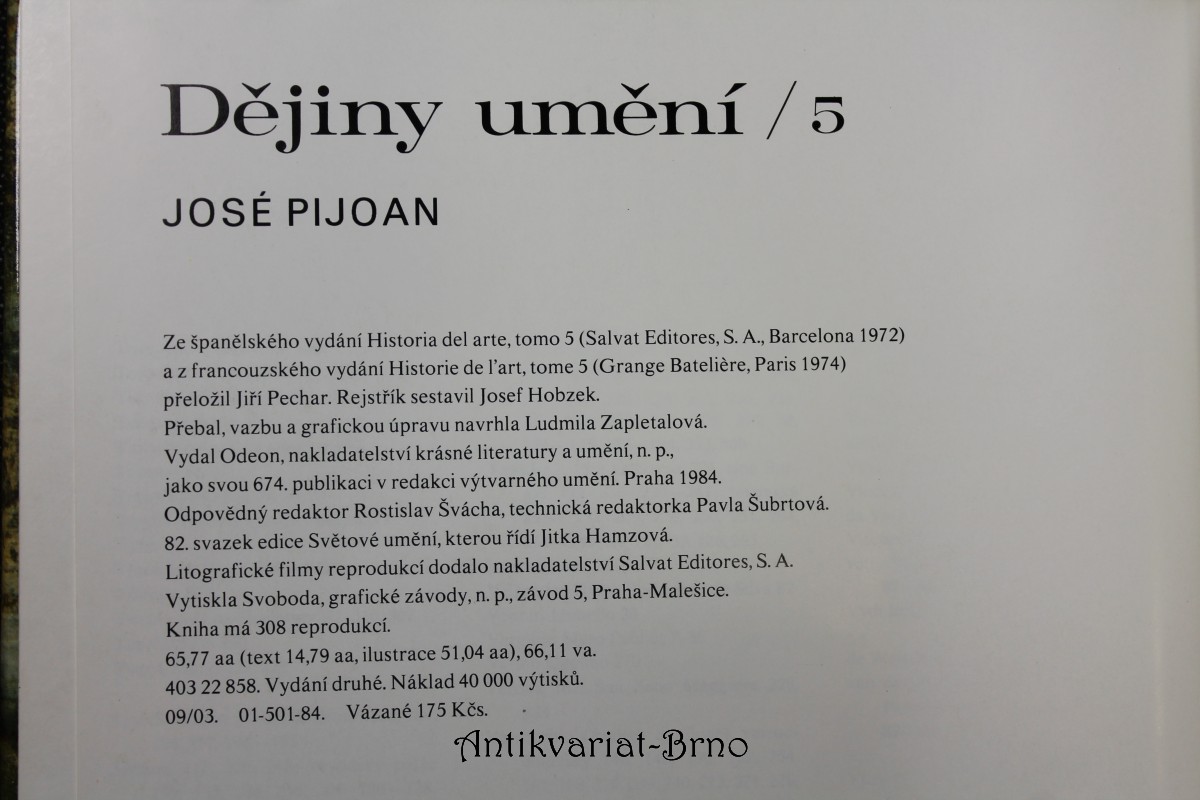 Dějiny umění / 5
JOSÉ PIJOAN
Ze španělského vydání Historia del arte, tomo 5 (Salvat Editores, S. A., Barcelona 1972)
a z francouzského vydání Historie de l'art, tome 5 (Grange Batelière, Paris 1974)
přeložil Jiří Pechar. Rejstřík sestavil Josef Hobzek.
Přebal, vazbu a grafickou úpravu navrhla Ludmila Zapletalová.
Vydal Odeon, nakladatelství krásné literatury a umění, n. p.,
jako svou 674. publikaci v redakci výtvarného umění. Praha 1984.
Odpovědný redaktor Rostislav Švácha, technická redaktorka Pavla Šubrtová.
82. svazek edice Světové umění, kterou řídí Jitka Hamzová.
Litografické filmy reprodukcí dodalo nakladatelství Salvat Editores, S. A.
Vytiskla Svoboda, grafické závody, n. p., závod 5, Praha-Malešice.
Kniha má 308 reprodukcí.
65,77 aa (text 14,79 aa, ilustrace 51,04 aa), 66,11 va.
403 22 858. Vydání druhé. Náklad 40 000 výtisků.
09/03. 01-501-84. Vázané 175 Kčs.
Antikvariat-Brno